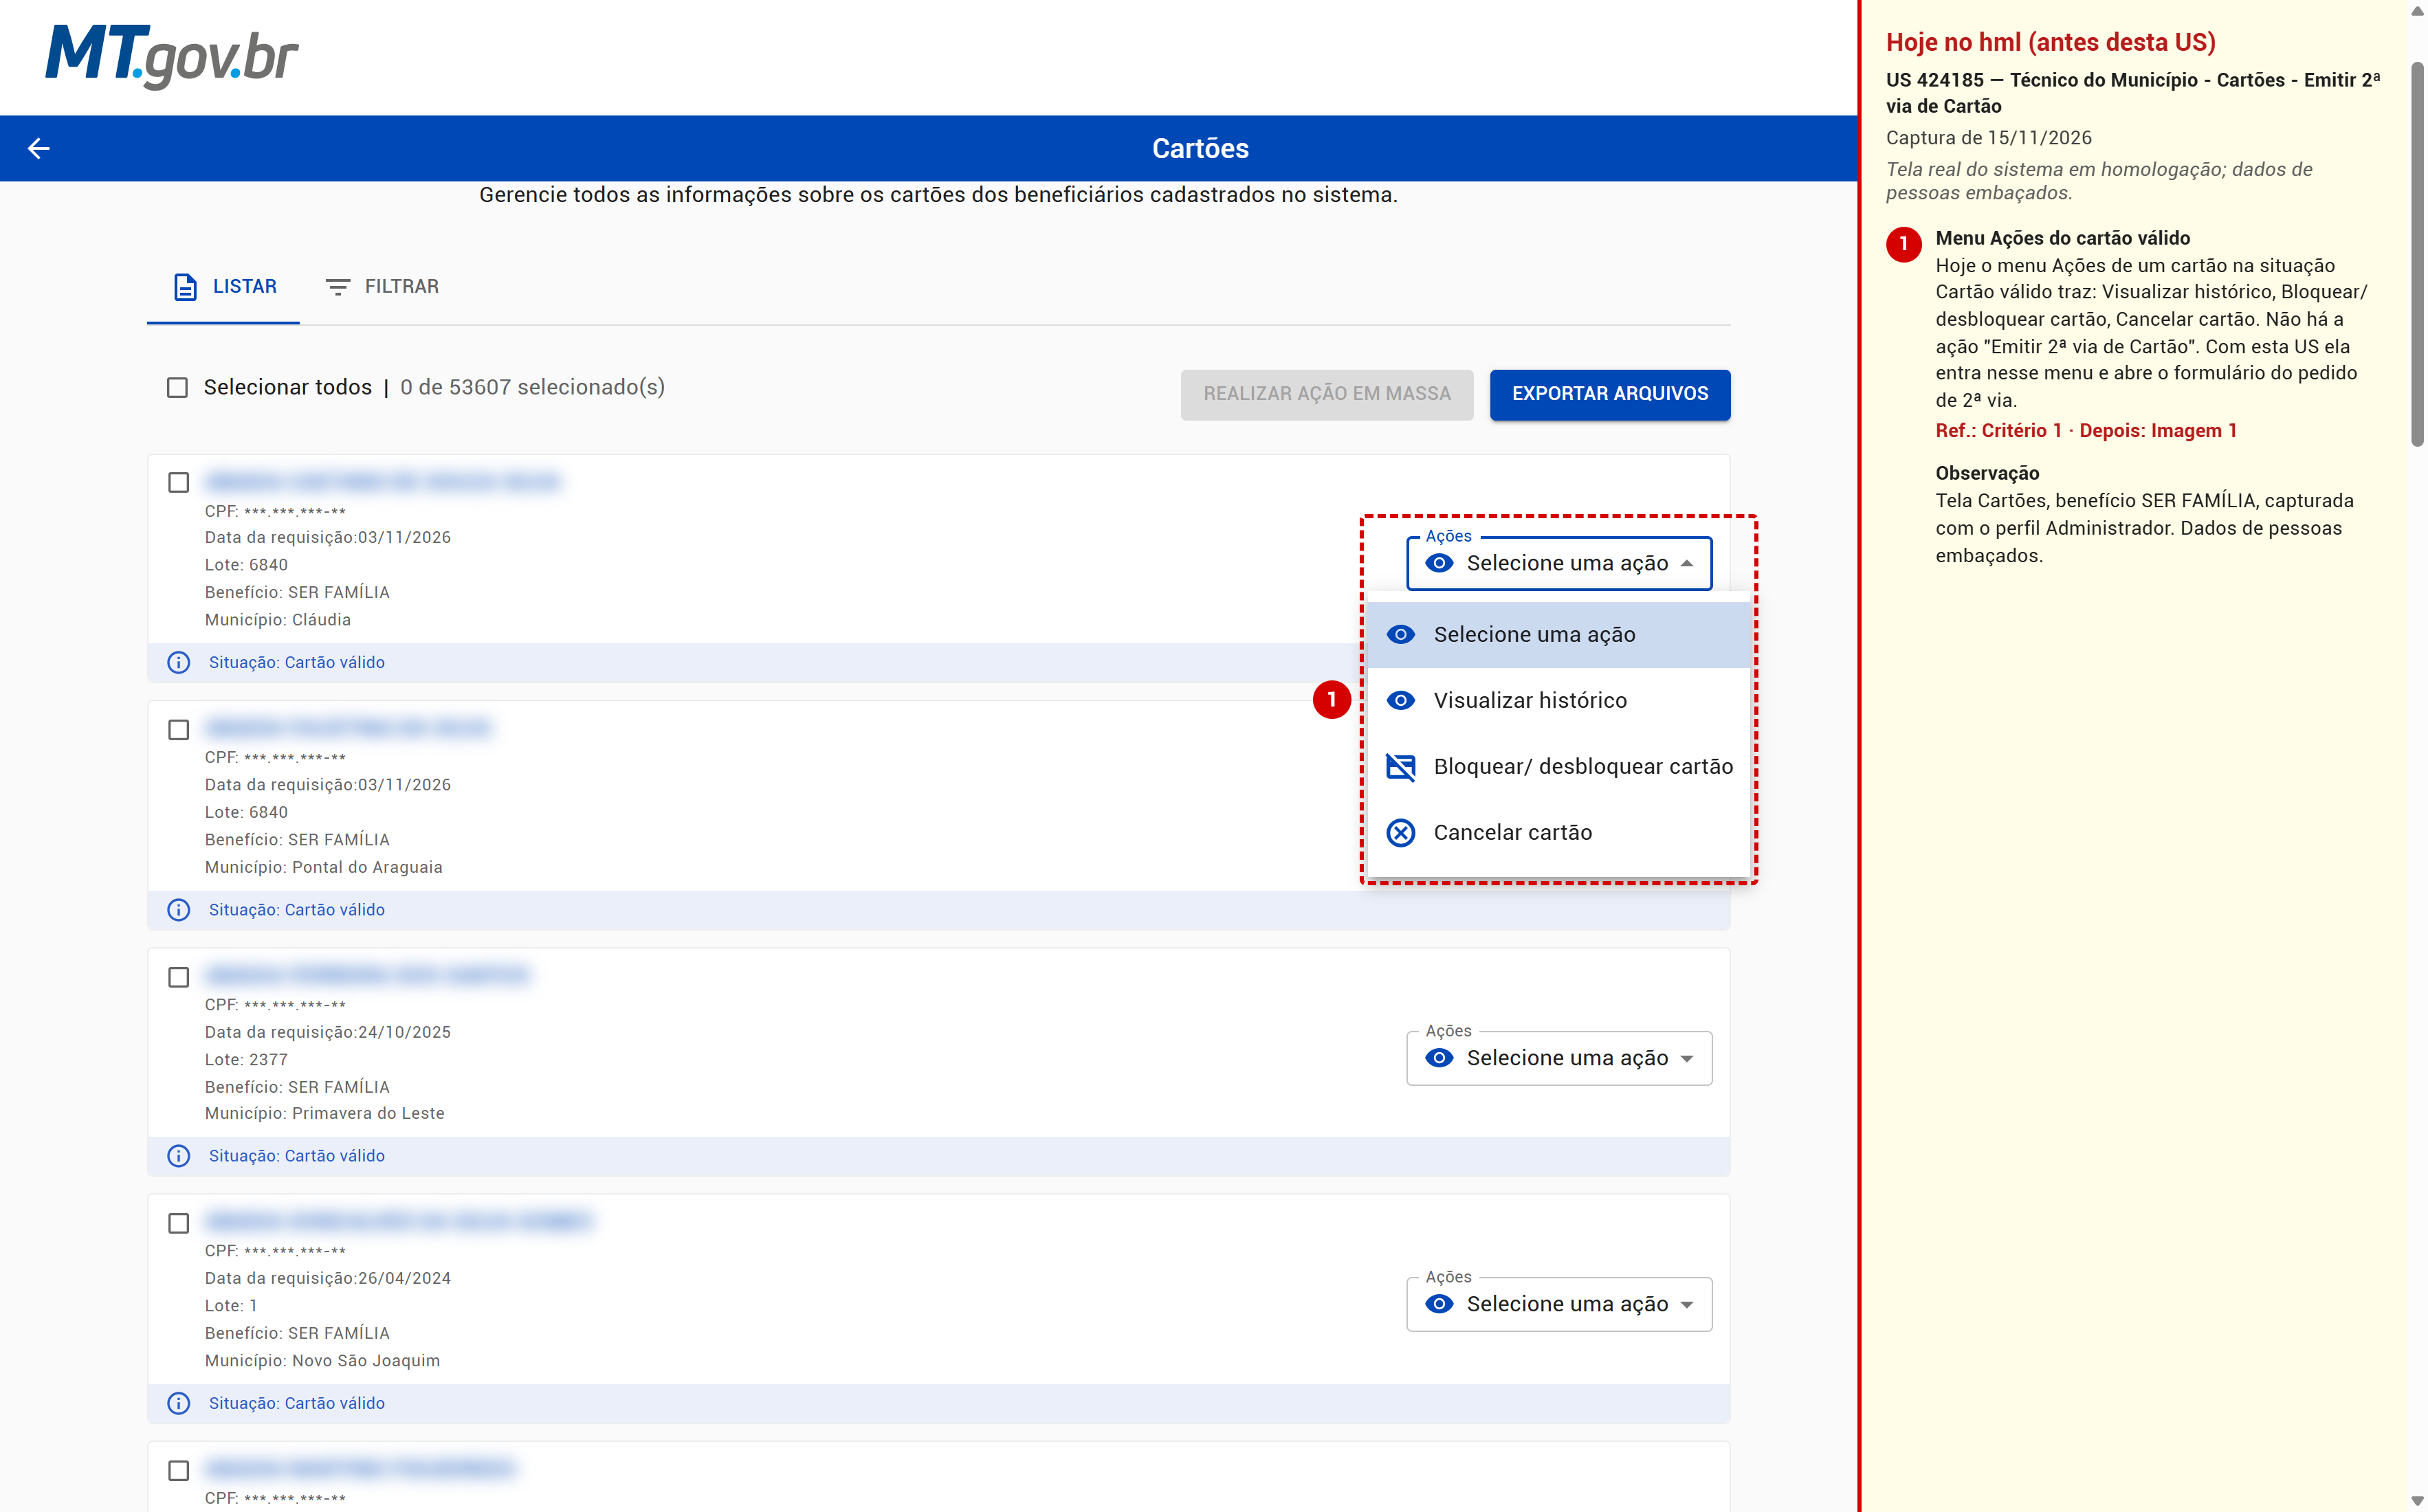 MT.gov.br
Cartões
Gerencie todos as informações sobre os cartões dos beneficiários cadastrados no sistema.
LISTAR
FILTRAR
Selecionar todos | 0 de 53607 selecionado(s)
REALIZAR AÇÃO EM MASSA
EXPORTAR ARQUIVOS
CPF: ***.***.***-**
Data da requisição:03/11/2026
Lote: 6840
Benefício: SER FAMÍLIA
Município: Cláudia
Situação: Cartão válido
Ações
Selecione uma ação
Selecione uma ação
Visualizar histórico
Bloquear/ desbloquear cartão
Cancelar cartão
1
CPF: ***.***.***-**
Data da requisição:03/11/2026
Lote: 6840
Benefício: SER FAMÍLIA
Município: Pontal do Araguaia
Situação: Cartão válido
CPF: ***.***.***-**
Data da requisição:24/10/2025
Lote: 2377
Benefício: SER FAMÍLIA
Município: Primavera do Leste
Ações
Selecione uma ação
Situação: Cartão válido
CPF: ***.***.***-**
Data da requisição:26/04/2024
Lote: 1
Benefício: SER FAMÍLIA
Município: Novo São Joaquim
Ações
Selecione uma ação
Situação: Cartão válido
CPF: ***.***.***-**
Hoje no hml (antes desta US)
US 424185 — Técnico do Município - Cartões - Emitir 2ª
via de Cartão
Captura de 15/11/2026
Tela real do sistema em homologação; dados de
pessoas embaçados.
1
Menu Ações do cartão válido
Hoje o menu Ações de um cartão na situação
Cartão válido traz: Visualizar histórico, Bloquear/
desbloquear cartão, Cancelar cartão. Não há a
ação "Emitir 2ª via de Cartão". Com esta US ela
entra nesse menu e abre o formulário do pedido
de 2ª via.
Ref.: Critério 1 · Depois: Imagem 1
Observação
Tela Cartões, benefício SER FAMÍLIA, capturada
com o perfil Administrador. Dados de pessoas
embaçados.